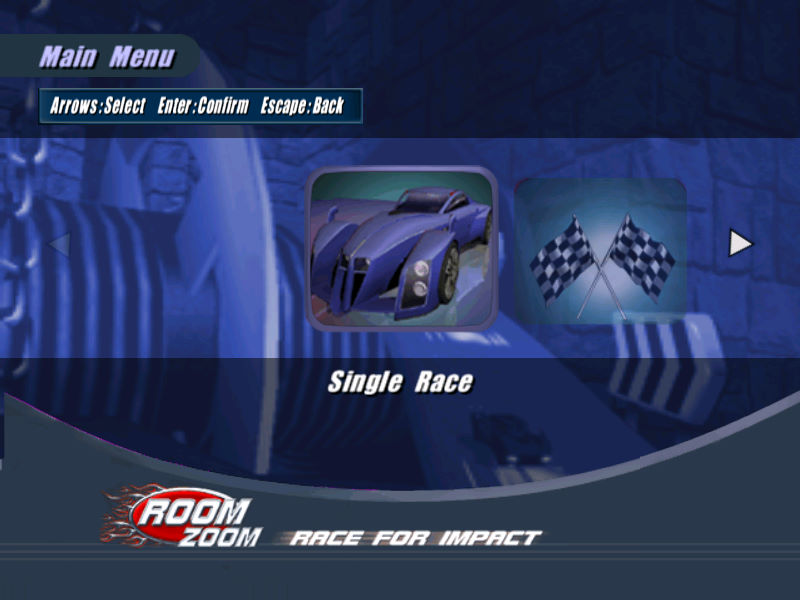 Main Menu
Arrows:Select Enter:Confirm Escape:Back
Single Race
ROOM
ZOOM
RACE FOR IMPACT